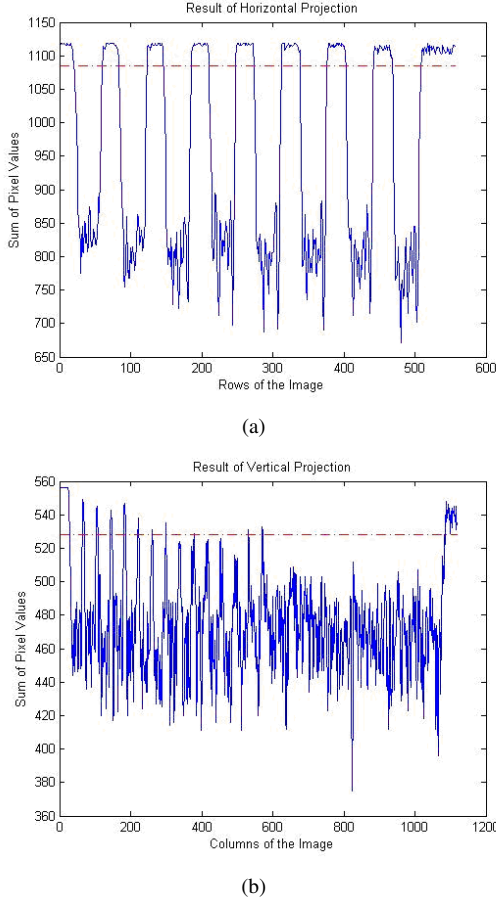 Result of Horizontal Projection
1150
1100
1050
1000
950
900
850
800
750
700
650
Sum of Pixel Values
0 100 200 300 400 500 600
Rows of the Image
(a)
Result of Vertical Projection
560
540
520
500
480
460
440
420
400
380
360
Sum of Pixel Values
0 200 400 600 800 1000 1200
Columns of the Image
(b)